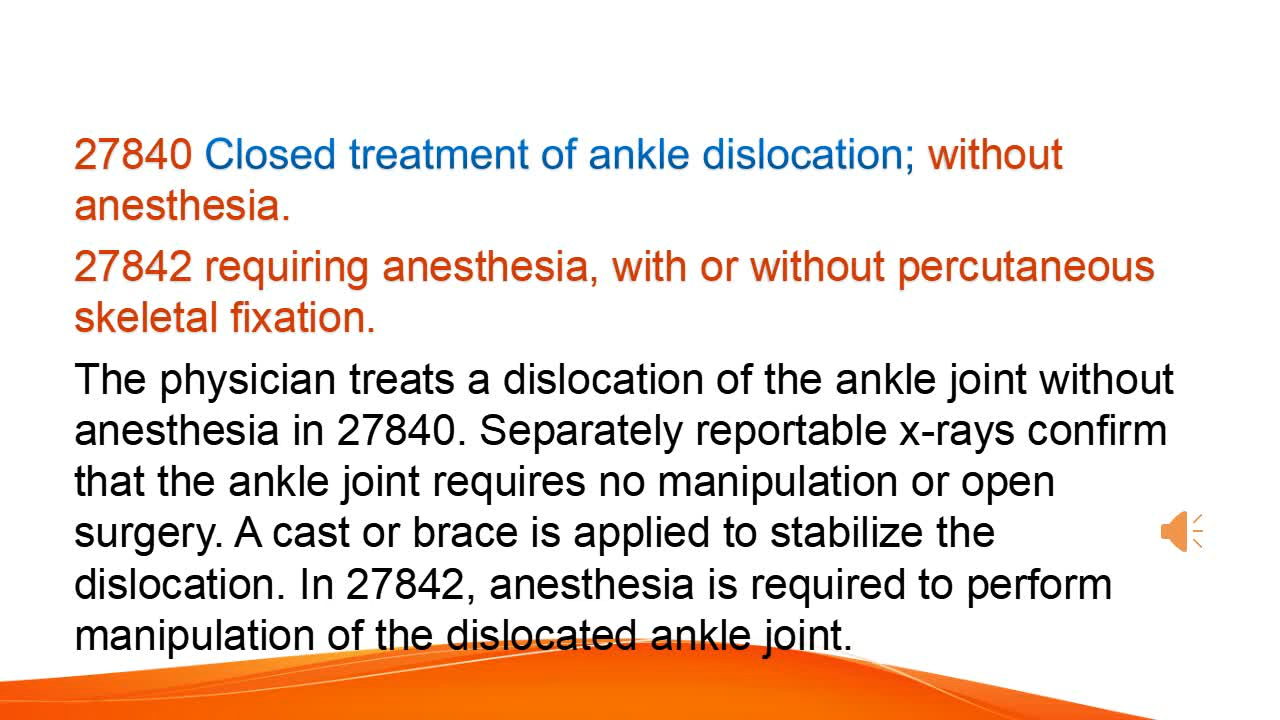 27840 Closed treatment of ankle dislocation; without
anesthesia.
27842 requiring anesthesia, with or without percutaneous
skeletal fixation.
The physician treats a dislocation of the ankle joint without
anesthesia in 27840. Separately reportable x-rays confirm
that the ankle joint requires no manipulation or open
surgery. A cast or brace is applied to stabilize the
dislocation. In 27842, anesthesia is required to perform
manipulation of the dislocated ankle joint.